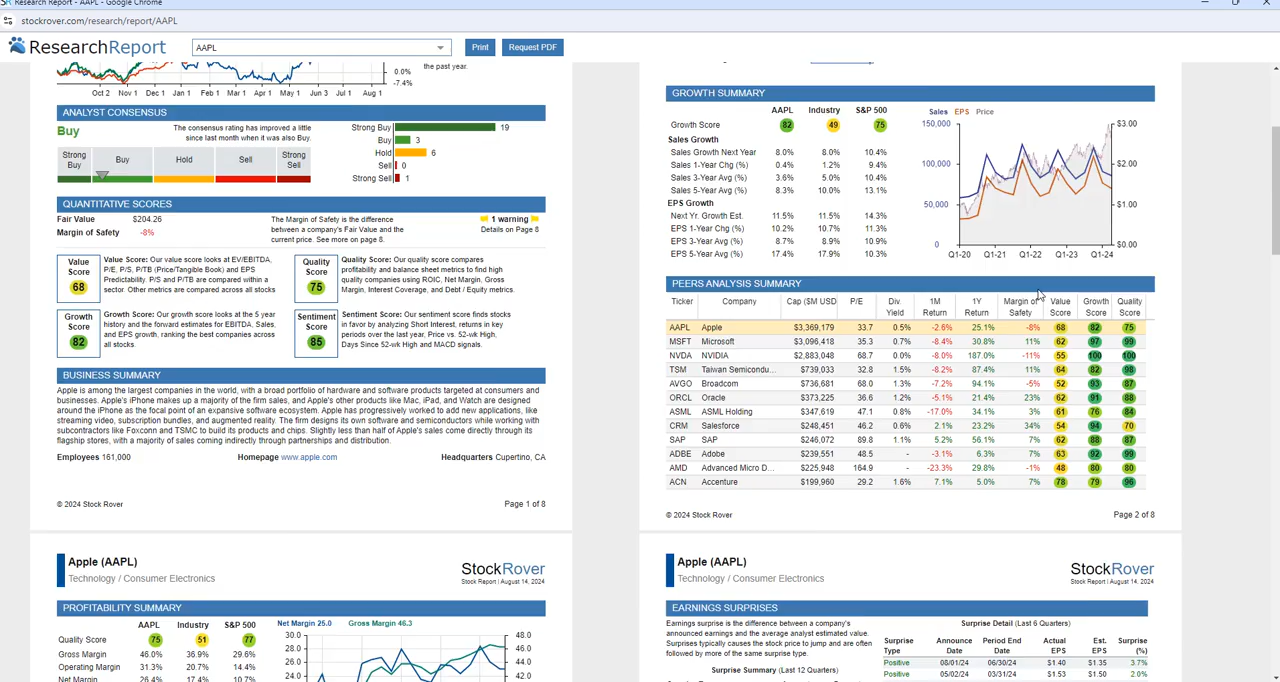 Research Report - AAPL - Google Chrome
stockrover.com/research/report/AAPL
ResearchReport
AAPL
Print
Request PDF
the past year.
0.0%
-7.4%
Oct 2 Nov 1 Dec 1 Jan 1 Feb 1 Mar 1 Apr 1 May 1 Jun 3 Jul 1 Aug 1
ANALYST CONSENSUS
Buy
The consensus rating has improved a little
since last month when it was also Buy.
Strong Buy
Buy
Hold
Sell
Strong Sell
Strong Buy 19
Buy 3
Hold 6
Sell 0
Strong Sell 1
QUANTITATIVE SCORES
Fair Value $204.26
Margin of Safety -8%
The Margin of Safety is the difference
between a company's Fair Value and the
current price. See more on page 8.
1 warning
Details on Page 8
Value Score 68
Value Score: Our value score looks at EV/EBITDA,
P/E, P/S, P/TB (Price/Tangible Book) and EPS
Predictability. P/S and P/TB are compared within a
sector. Other metrics are compared across all stocks
Quality Score 75
Quality Score: Our quality score compares
profitability and balance sheet metrics to find high
quality companies using ROIC, Net Margin, Gross
Margin, Interest Coverage, and Debt / Equity metrics.
Growth Score 82
Growth Score: Our growth score looks at the 5 year
history and the forward estimates for EBITDA, Sales,
and EPS growth, ranking the best companies across
all stocks.
Sentiment Score 85
Sentiment Score: Our sentiment score finds stocks
in favor by analyzing Short Interest, returns in key
periods over the last year, Price vs. 52-wk High,
Days Since 52-wk High and MACD signals.
BUSINESS SUMMARY
Apple is among the largest companies in the world, with a broad portfolio of hardware and software products targeted at consumers and
businesses. Apple's iPhone makes up a majority of the firm sales, and Apple's other products like Mac, iPad, and Watch are designed
around the iPhone as the focal point of an expansive software ecosystem. Apple has progressively worked to add new applications, like
streaming video, subscription bundles, and augmented reality. The firm designs its own software and semiconductors while working with
subcontractors like Foxconn and TSMC to build its products and chips. Slightly less than half of Apple's sales come directly through its
flagship stores, with a majority of sales coming indirectly through partnerships and distribution.
Employees 161,000 Homepage www.apple.com Headquarters Cupertino, CA
© 2024 Stock Rover Page 1 of 8
GROWTH SUMMARY
AAPL Industry S&P 500
Growth Score 82 49 75
Sales Growth
Sales Growth Next Year 8.0% 8.0% 10.4%
Sales 1-Year Chg (%) 0.4% 1.2% 9.4%
Sales 3-Year Avg (%) 3.6% 5.0% 10.4%
Sales 5-Year Avg (%) 8.3% 10.0% 13.1%
EPS Growth
Next Yr. Growth Est. 11.5% 11.5% 14.3%
EPS 1-Year Chg (%) 10.2% 10.7% 11.3%
EPS 3-Year Avg (%) 8.7% 8.9% 10.9%
EPS 5-Year Avg (%) 17.4% 17.9% 10.3%
Sales EPS Price
150,000 $3.00
100,000 $2.00
50,000 $1.00
0 $0.00
Q1-20 Q1-21 Q1-22 Q1-23 Q1-24
PEERS ANALYSIS SUMMARY
Ticker Company Cap ($M USD) P/E Div. Yield 1M Return 1Y Return Margin of Safety Value Score Growth Score Quality Score
AAPL Apple $3,369,179 33.7 0.5% -2.6% 25.1% -8% 68 82 75
MSFT Microsoft $3,096,418 35.3 0.7% -8.4% 30.8% 11% 62 97 99
NVDA NVIDIA $2,883,048 68.7 0.0% -8.0% 187.0% -11% 55 100 100
TSM Taiwan Semicondu... $739,033 32.8 1.5% -8.2% 87.4% 11% 64 82 98
AVGO Broadcom $736,681 68.0 1.3% -7.2% 94.1% -5% 52 93 87
ORCL Oracle $373,225 36.6 1.2% -5.1% 21.4% 23% 62 91 88
ASML ASML Holding $347,619 47.1 0.8% -17.0% 34.1% 3% 61 76 84
CRM Salesforce $248,451 46.2 0.6% 2.1% 23.2% 34% 54 94 70
SAP SAP $246,072 89.8 1.1% 5.2% 56.1% 7% 62 88 87
ADBE Adobe $239,551 48.5 - -3.1% 6.3% 7% 63 92 99
AMD Advanced Micro D... $225,948 164.9 - -23.3% 29.8% -1% 48 80 80
ACN Accenture $199,960 29.2 1.6% 7.1% 5.0% 7% 78 79 96
© 2024 Stock Rover Page 2 of 8
Apple (AAPL)
Technology / Consumer Electronics
StockRover
Stock Report | August 14, 2024
PROFITABILITY SUMMARY
AAPL Industry S&P 500
Quality Score 75 51 77
Gross Margin 46.0% 36.9% 29.6%
Operating Margin 31.3% 20.7% 14.4%
Net Margin 26.4% 17.4% 10.7%
Net Margin 25.0 Gross Margin 46.3
30.0 48.0
28.0 46.0
26.0 44.0
24.0 42.0
Apple (AAPL)
Technology / Consumer Electronics
StockRover
Stock Report | August 14, 2024
EARNINGS SURPRISES
Earnings surprise is the difference between a company's
announced earnings and the average analyst estimated value.
Surprises typically causes the stock price to jump and are often
followed by more of the same surprise type.
Surprise Summary (Last 12 Quarters)
Surprise Detail (Last 6 Quarters)
Surprise Type Announce Date Period End Date Actual EPS Est. EPS Surprise (%)
Positive 08/01/24 06/30/24 $1.40 $1.35 3.7%
Positive 05/02/24 03/31/24 $1.53 $1.50 2.0%